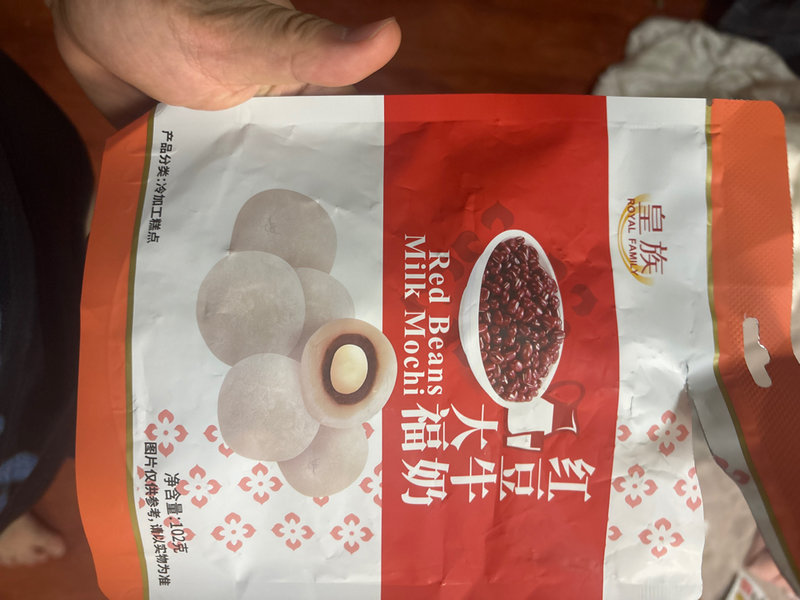 皇族
ROYAL FAMILY
红豆牛奶
大福
Red Beans
Milk Mochi
产品分类:冷加工糕点
净含量:102克
图片仅供参考,请以实物为准